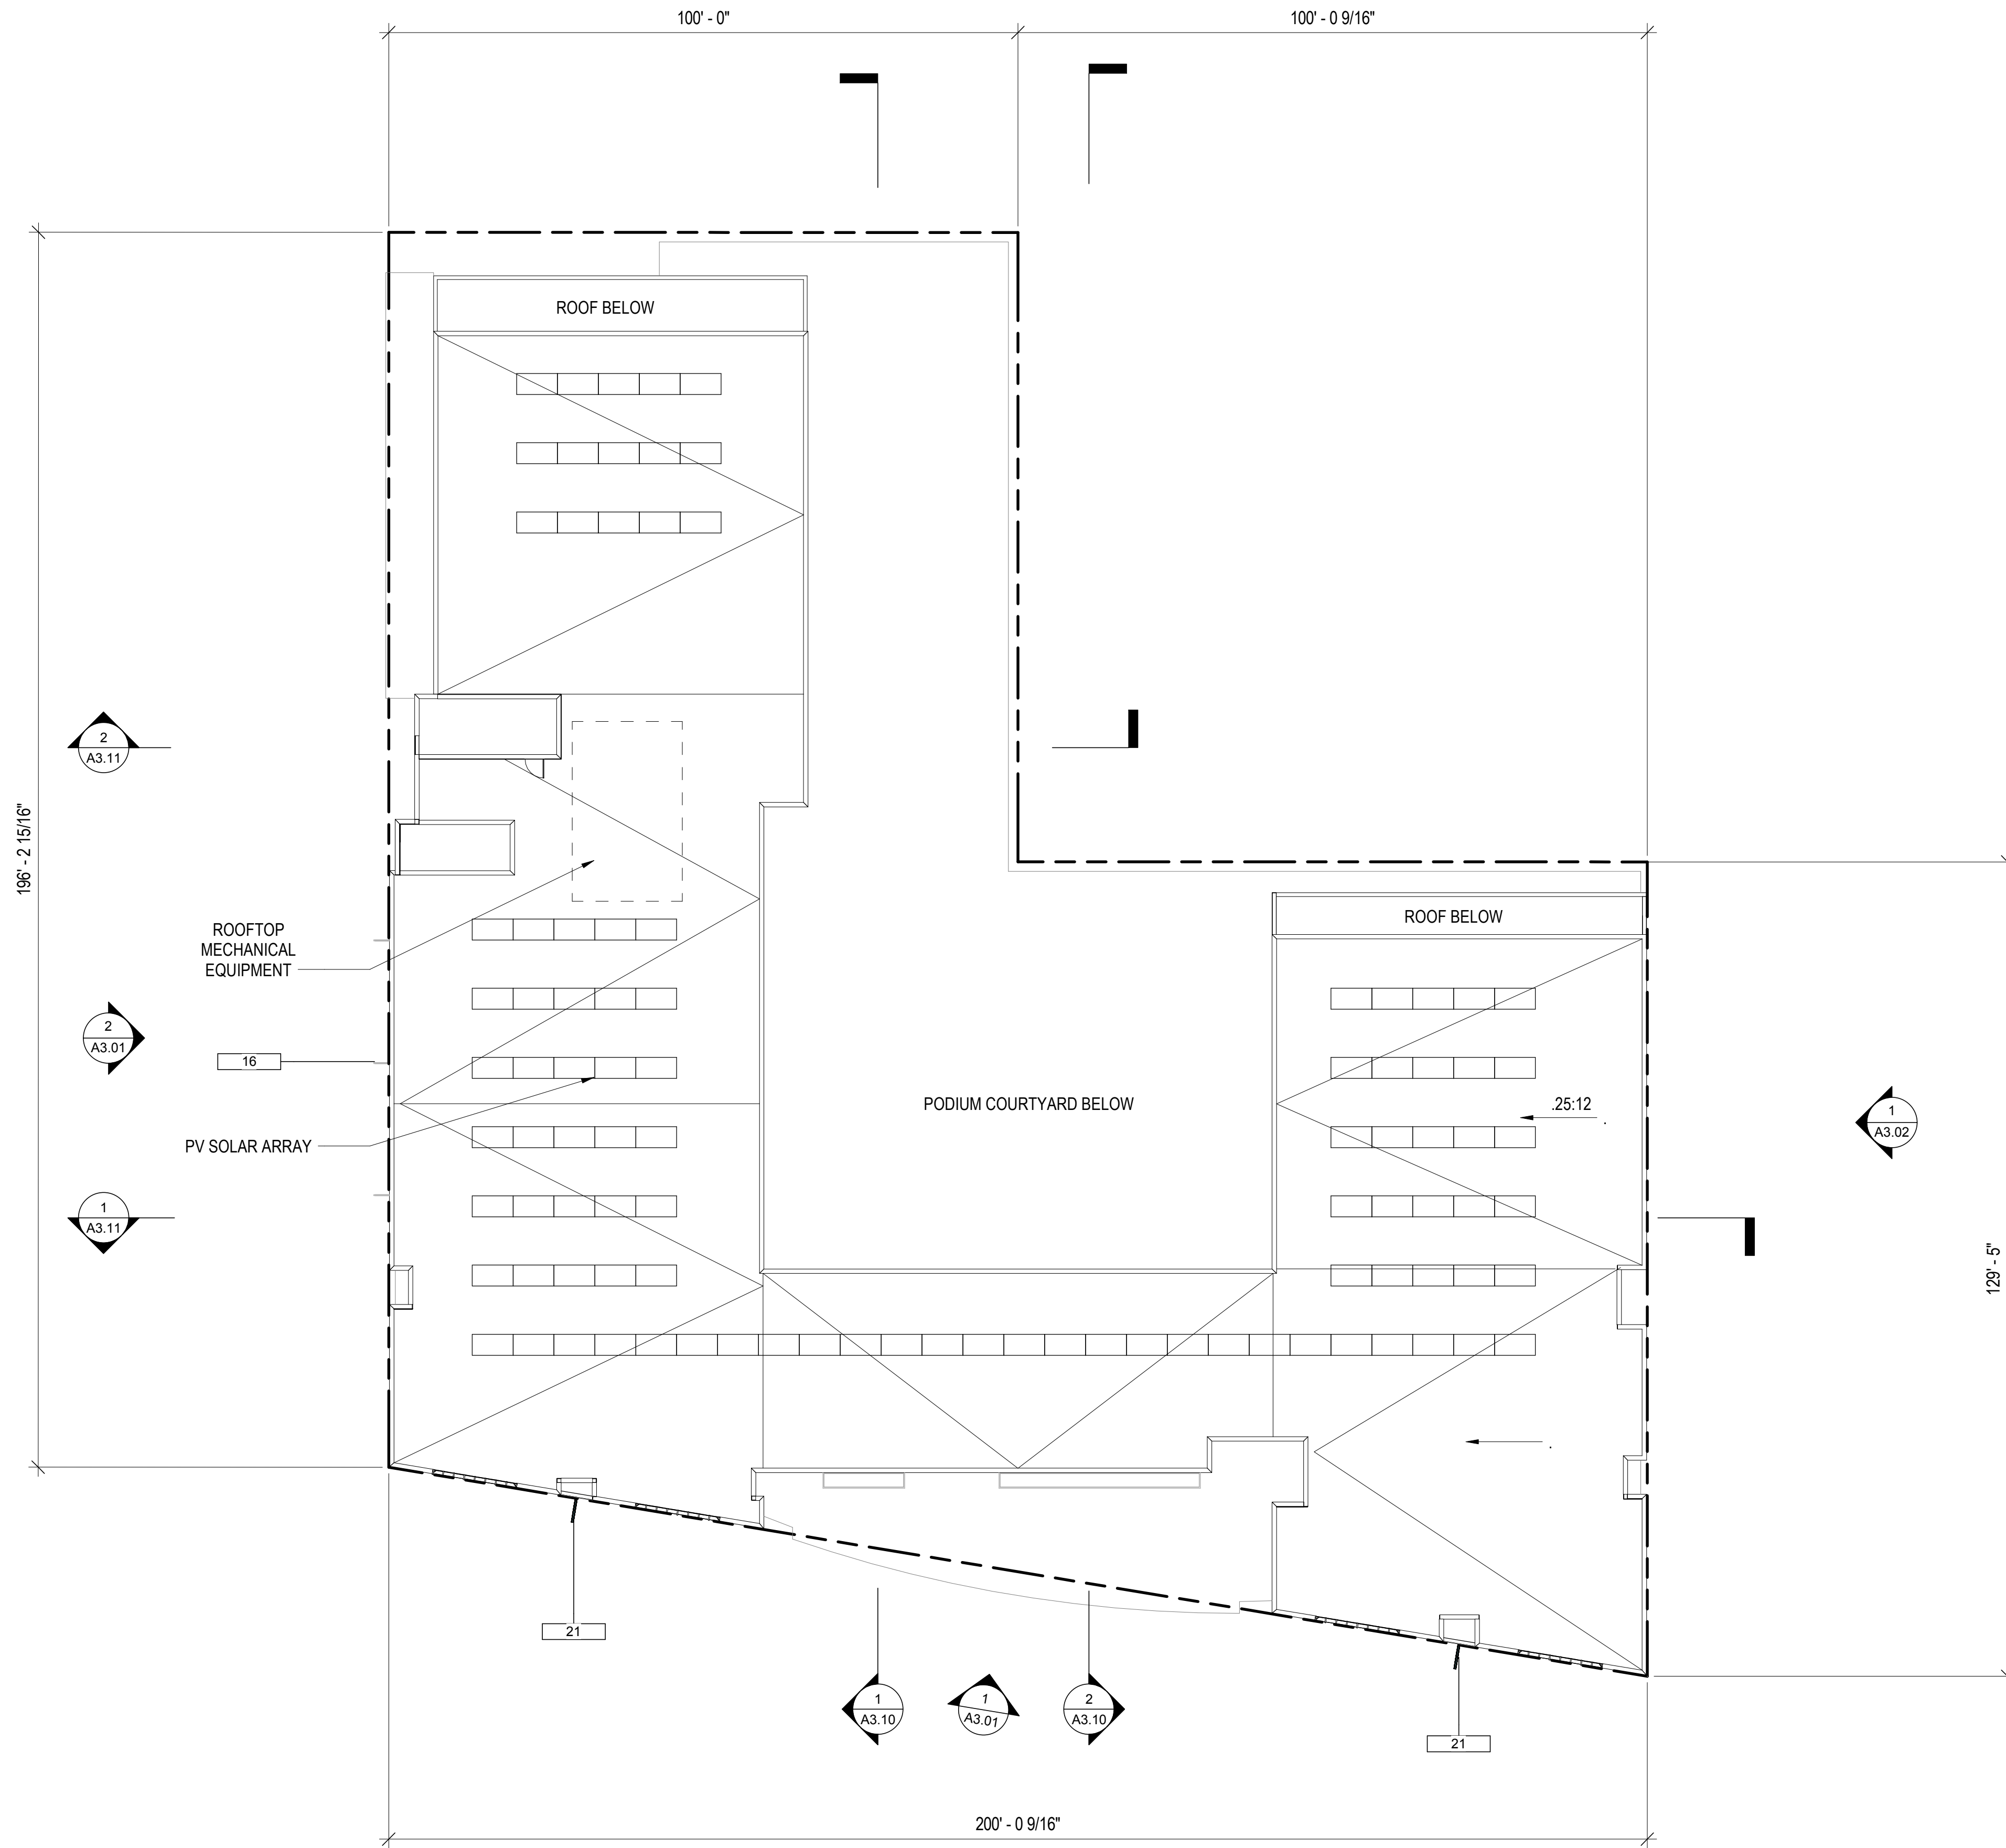 100' - 0"
100' - 0 9/16"
ROOF BELOW
2
A3.11
196' - 2 15/16"
ROOFTOP
MECHANICAL
EQUIPMENT
ROOF BELOW
2
A3.01
16
PODIUM COURTYARD BELOW
.25:12
.
1
A3.02
PV SOLAR ARRAY
1
A3.11
129' - 5"
.
21
1
A3.10
1
A3.01
2
A3.10
21
200' - 0 9/16"